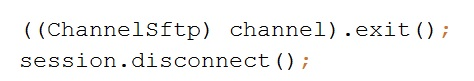 ((ChannelSftp) channel).exit();
session.disconnect();